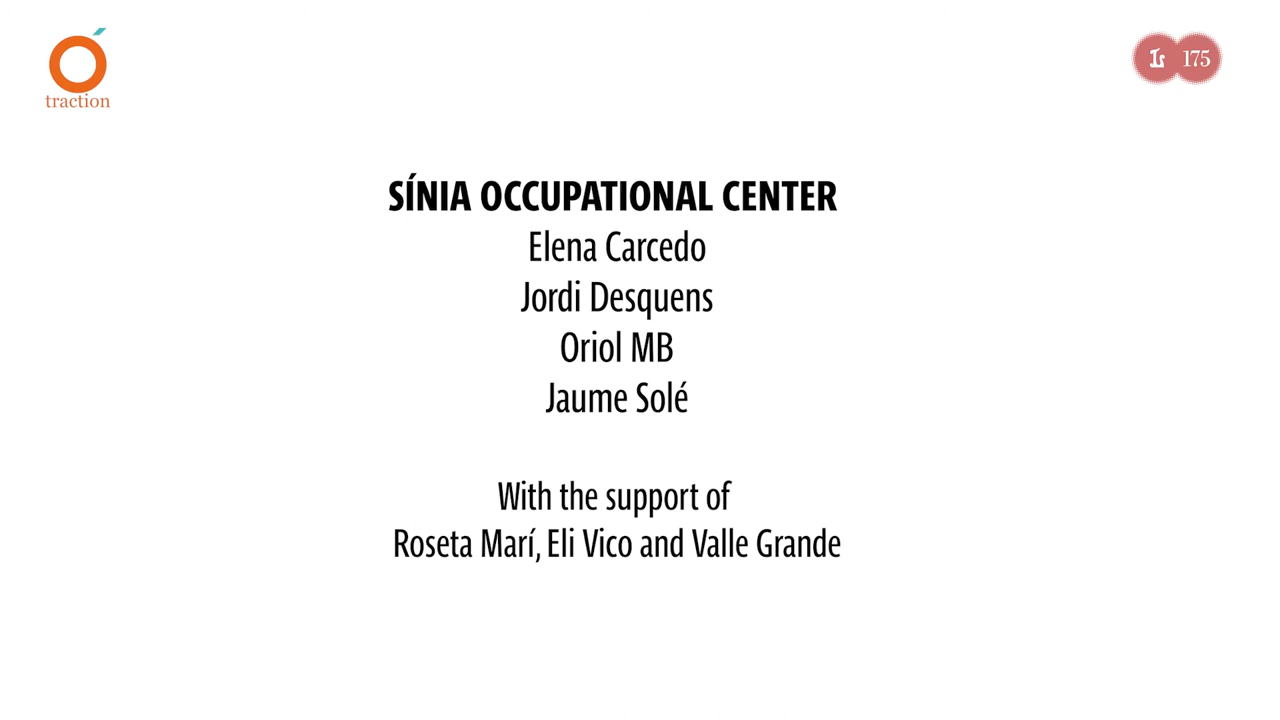 traction
L 175
SÍNIA OCCUPATIONAL CENTER
Elena Carcedo
Jordi Desquens
Oriol MB
Jaume Solé
With the support of
Roseta Marí, Eli Vico and Valle Grande